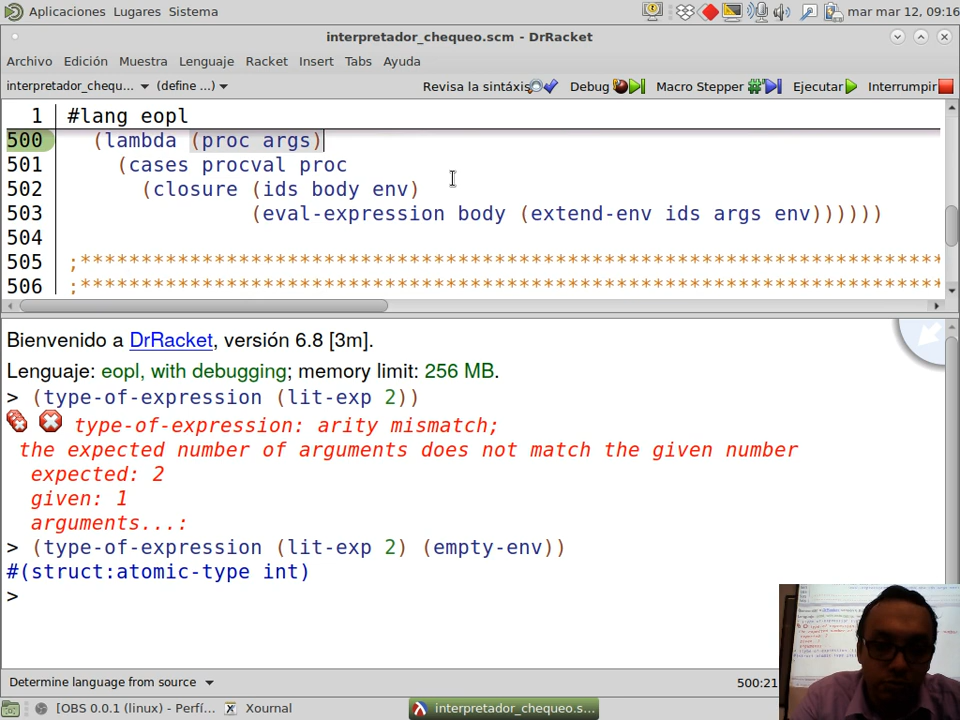 Aplicaciones Lugares Sistema mar mar 12, 09:16
interpretador_chequeo.scm - DrRacket
Archivo Edición Muestra Lenguaje Racket Insert Tabs Ayuda
interpretador_chequ... (define ...) Revisa la sintáxis Debug Macro Stepper Ejecutar Interrumpir
1 #lang eopl
500 (lambda (proc args)
501 (cases procval proc
502 (closure (ids body env)
503 (eval-expression body (extend-env ids args env))))))
504
505 ;************************************************************************
506 ;************************************************************************
Bienvenido a DrRacket, versión 6.8 [3m].
Lenguaje: eopl, with debugging; memory limit: 256 MB.
> (type-of-expression (lit-exp 2))
type-of-expression: arity mismatch;
the expected number of arguments does not match the given number
expected: 2
given: 1
arguments...:
> (type-of-expression (lit-exp 2) (empty-env))
#(struct:atomic-type int)
>
Determine language from source 500:21
[OBS 0.0.1 (linux) - Perfí... Xournal interpretador_chequeo.s...